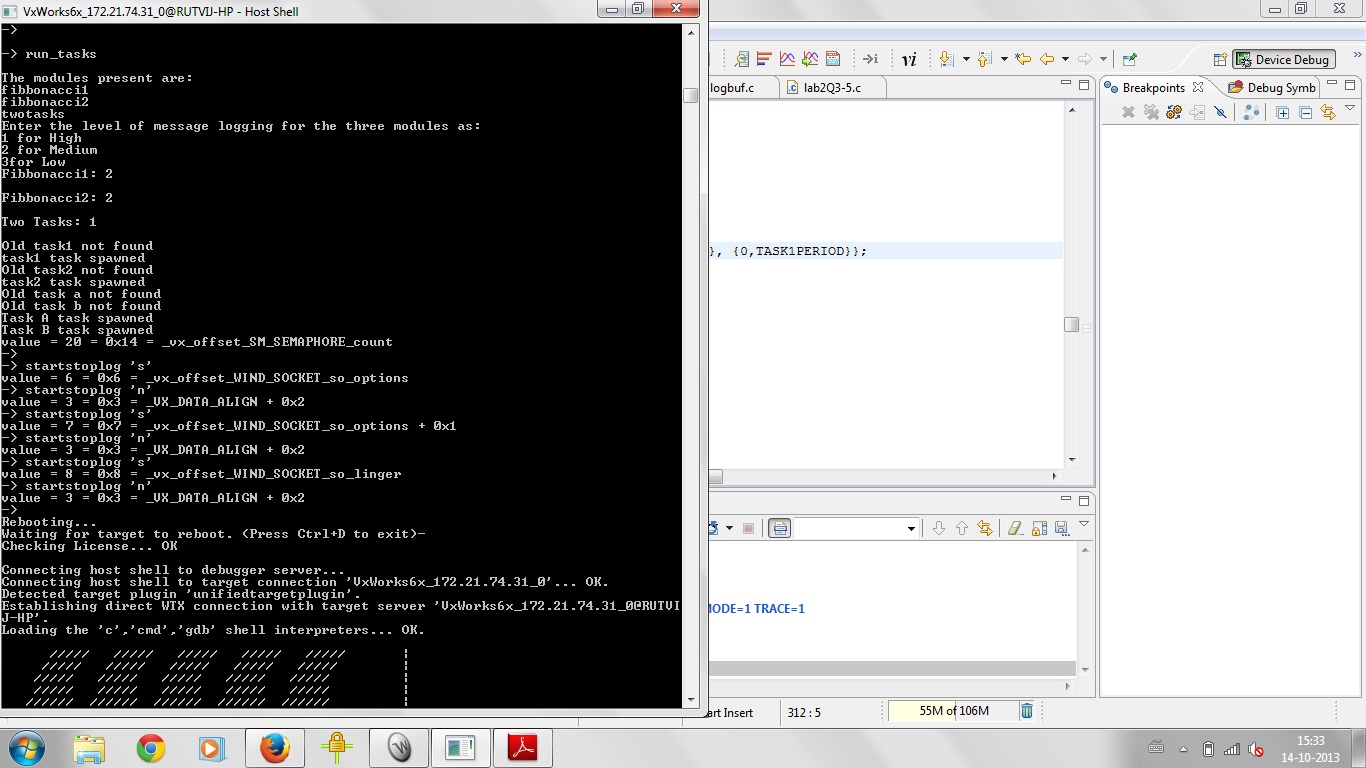 VxWorks6x_172.21.74.31_0@RUTVIJ-HP - Host Shell
->
-> run_tasks
The modules present are:
fibbonacci1
fibbonacci2
twotasks
Enter the level of message logging for the three modules as:
1 for High
2 for Medium
3for Low
Fibbonacci1: 2
Fibbonacci2: 2
Two Tasks: 1
Old task1 not found
task1 task spawned
Old task2 not found
task2 task spawned
Old task a not found
Old task b not found
Task A task spawned
Task B task spawned
value = 20 = 0x14 = _vx_offset_SM_SEMAPHORE_count
->
-> startstoplog 's'
value = 6 = 0x6 = _vx_offset_WIND_SOCKET_so_options
-> startstoplog 'n'
value = 3 = 0x3 = _VX_DATA_ALIGN + 0x2
-> startstoplog 's'
value = 7 = 0x7 = _vx_offset_WIND_SOCKET_so_options + 0x1
-> startstoplog 'n'
value = 3 = 0x3 = _VX_DATA_ALIGN + 0x2
-> startstoplog 's'
value = 8 = 0x8 = _vx_offset_WIND_SOCKET_so_linger
-> startstoplog 'n'
value = 3 = 0x3 = _VX_DATA_ALIGN + 0x2
->
Rebooting...
Waiting for target to reboot. (Press Ctrl+D to exit)-
Checking License... OK
Connecting host shell to debugger server...
Connecting host shell to target connection 'VxWorks6x_172.21.74.31_0'... OK.
Detected target plugin 'unifiedtargetplugin'.
Establishing direct WTX connection with target server 'VxWorks6x_172.21.74.31_0@RUTVI
J-HP'.
Loading the 'c','cmd','gdb' shell interpreters... OK.
vi
Device Debug
»
logbuf.c
lab2Q3-5.c
Breakpoints
Debug Symb
}, {0,TASK1PERIOD}};
MODE=1 TRACE=1
art Insert
312 : 5
55M of 106M
15:33
14-10-2013